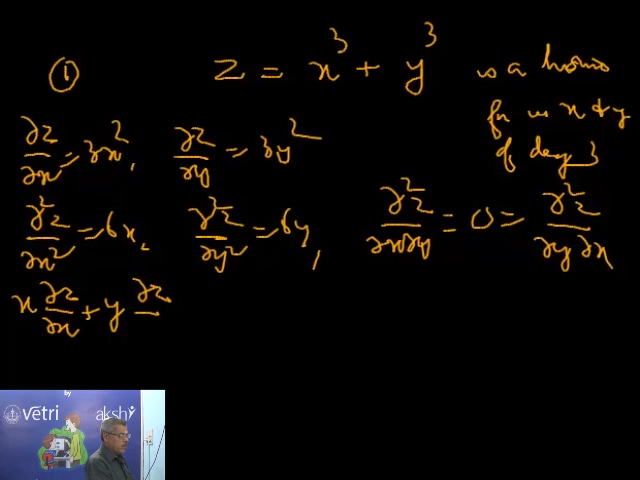 ① z = x³ + y³ is a homo
fn in x & y
of deg 3
∂z/∂x = 3x², ∂z/∂y = 3y²
∂²z/∂x² = 6x, ∂²z/∂y² = 6y, ∂²z/∂x∂y = 0 = ∂²z/∂y∂x
x ∂z/∂x + y ∂z
by
vetri akshi